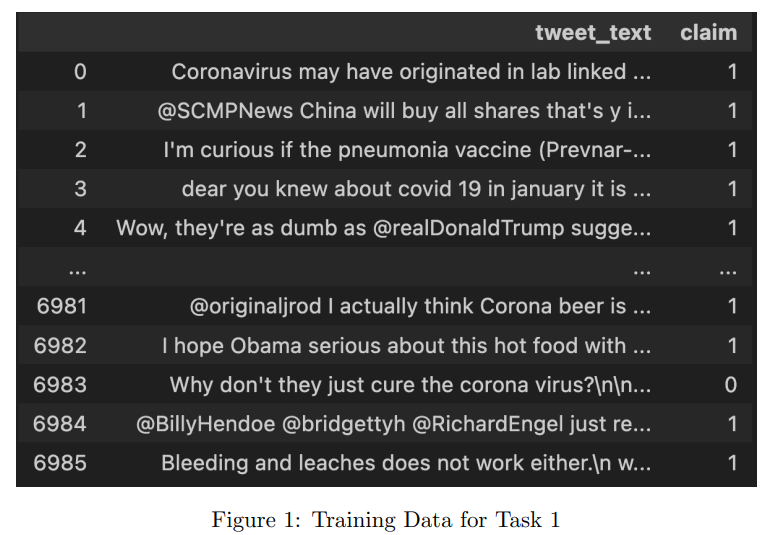 tweet_text claim
0 Coronavirus may have originated in lab linked ... 1
1 @SCMPNews China will buy all shares that's y i... 1
2 I'm curious if the pneumonia vaccine (Prevnar-... 1
3 dear you knew about covid 19 in january it is ... 1
4 Wow, they're as dumb as @realDonaldTrump sugge... 1
... ... ...
6981 @originaljrod I actually think Corona beer is ... 1
6982 I hope Obama serious about this hot food with ... 1
6983 Why don't they just cure the corona virus?\n\n... 0
6984 @BillyHendoe @bridgettyh @RichardEngel just re... 1
6985 Bleeding and leaches does not work either.\n w... 1
Figure 1: Training Data for Task 1